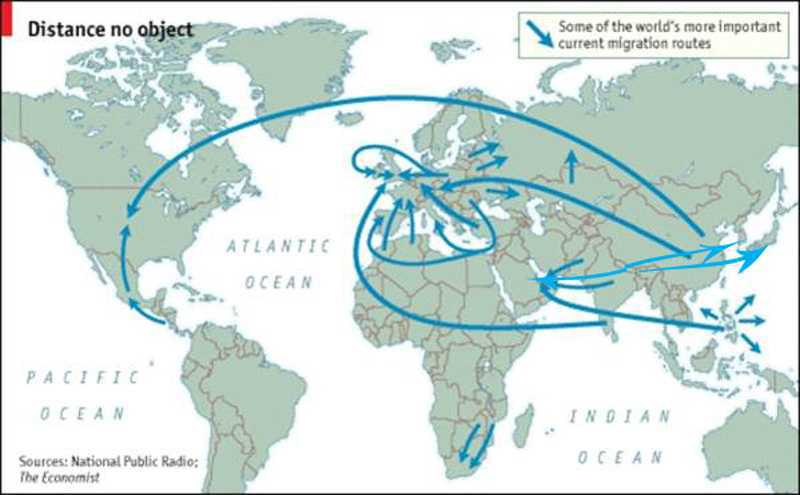 Distance no object
Some of the world's more important
current migration routes
ATLANTIC
OCEAN
PACIFIC
OCEAN
INDIAN
OCEAN
Sources: National Public Radio;
The Economist